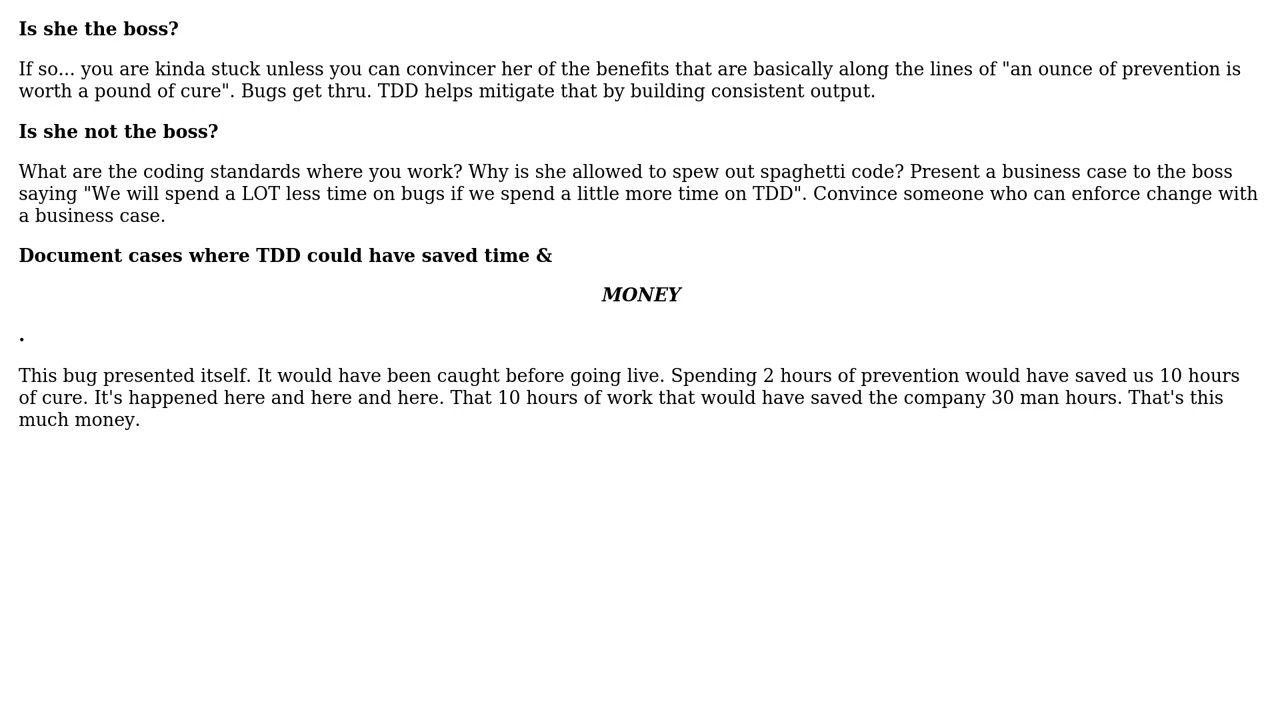 Is she the boss?
If so... you are kinda stuck unless you can convincer her of the benefits that are basically along the lines of "an ounce of prevention is
worth a pound of cure". Bugs get thru. TDD helps mitigate that by building consistent output.
Is she not the boss?
What are the coding standards where you work? Why is she allowed to spew out spaghetti code? Present a business case to the boss
saying "We will spend a LOT less time on bugs if we spend a little more time on TDD". Convince someone who can enforce change with
a business case.
Document cases where TDD could have saved time &
MONEY
.
This bug presented itself. It would have been caught before going live. Spending 2 hours of prevention would have saved us 10 hours
of cure. It's happened here and here and here. That 10 hours of work that would have saved the company 30 man hours. That's this
much money.